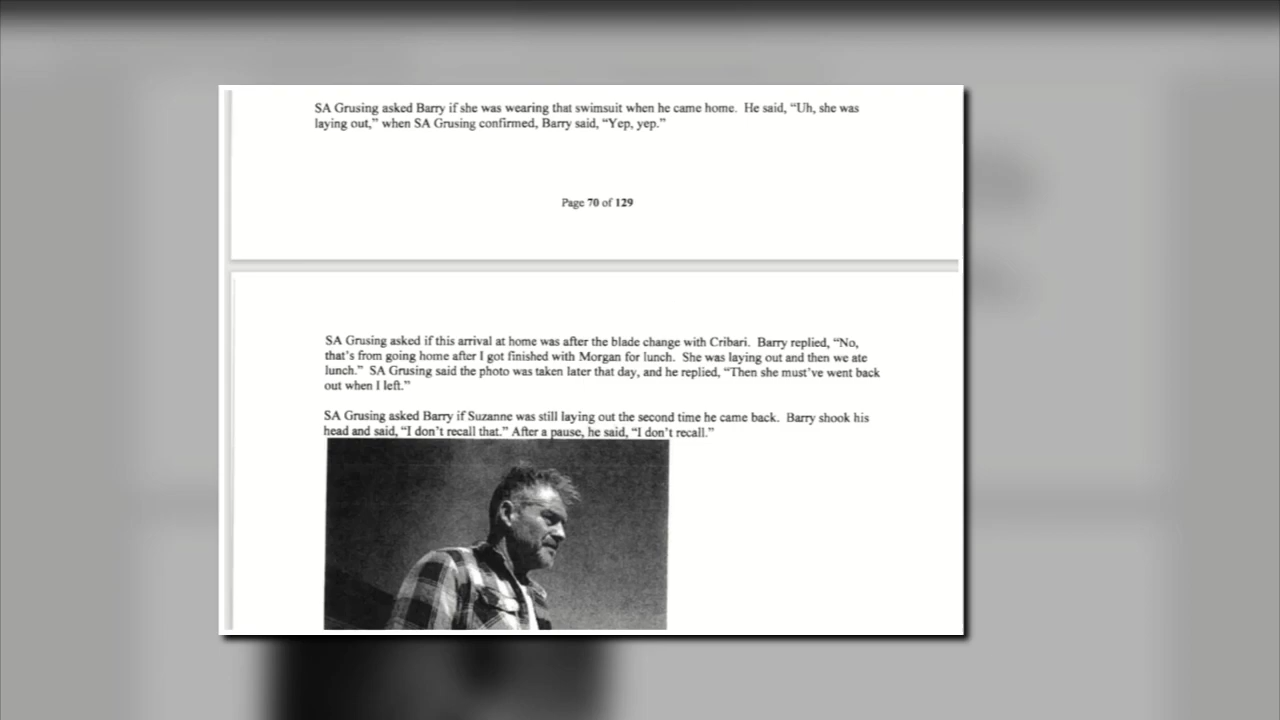 SA Grusing asked Barry if she was wearing that swimsuit when he came home.  He said, “Uh, she was
laying out,” when SA Grusing confirmed, Barry said, “Yep, yep.”
Page 70 of 129
SA Grusing asked if this arrival at home was after the blade change with Cribari.  Barry replied, “No,
that’s from going home after I got finished with Morgan for lunch.  She was laying out and then we ate
lunch.”  SA Grusing said the photo was taken later that day, and he replied, “Then she must’ve went back
out when I left.”
SA Grusing asked Barry if Suzanne was still laying out the second time he came back.  Barry shook his
head and said, “I don’t recall that.” After a pause, he said, “I don’t recall.”